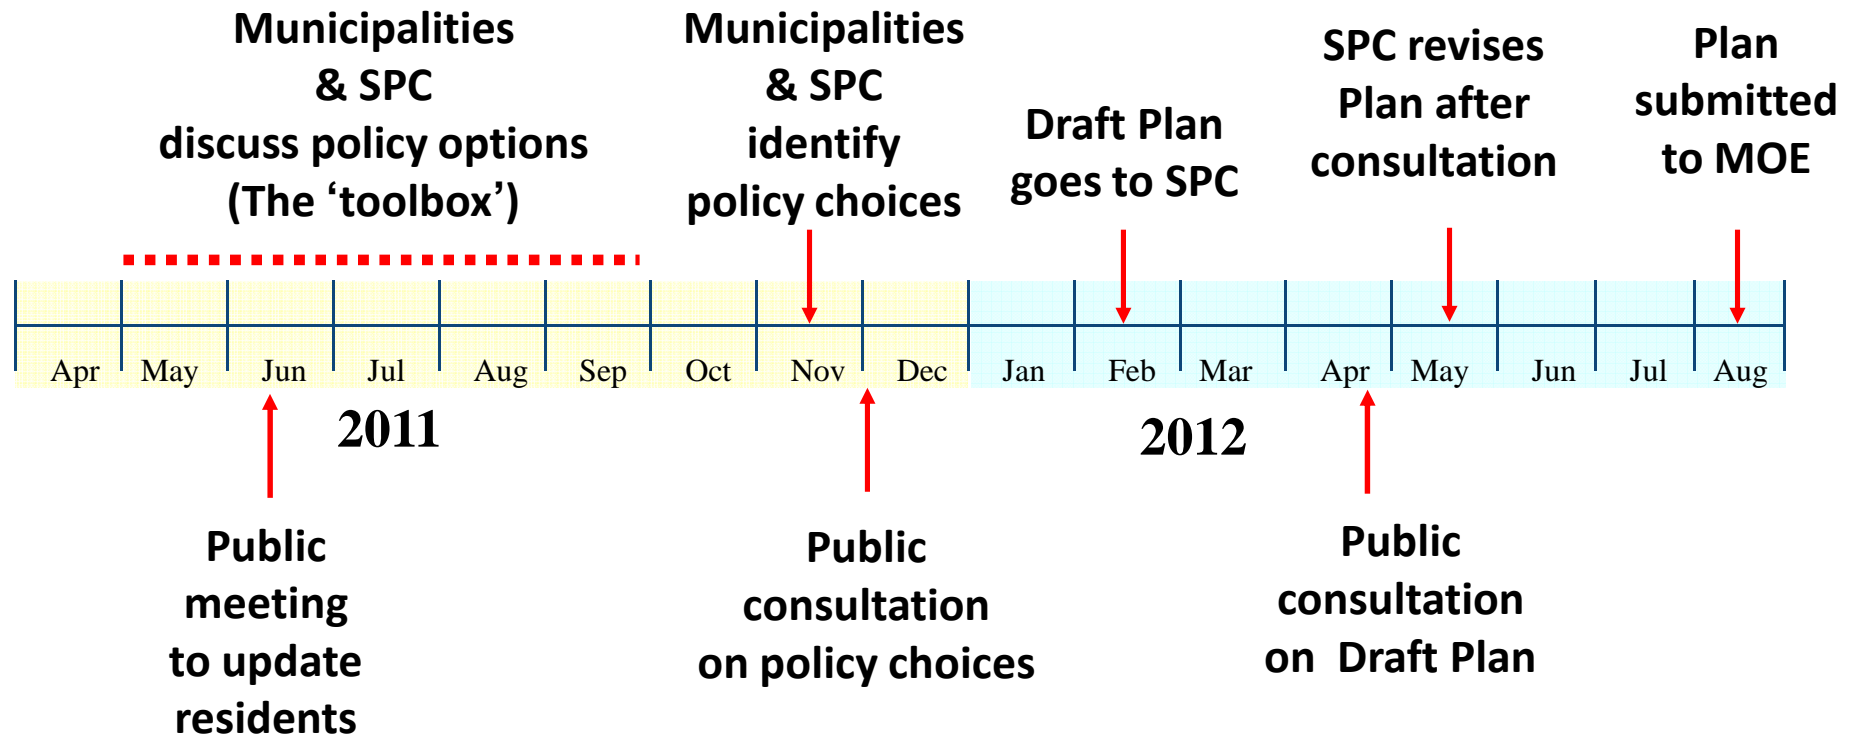 Municipalities
& SPC
discuss policy options
(The ‘toolbox’)
Municipalities
& SPC
identify
policy choices
Draft Plan
goes to SPC
SPC revises
Plan after
consultation
Plan
submitted
to MOE
Apr May Jun Jul Aug Sep Oct Nov Dec Jan Feb Mar Apr May Jun Jul Aug
2011
2012
Public
meeting
to update
residents
Public
consultation
on policy choices
Public
consultation
on Draft Plan